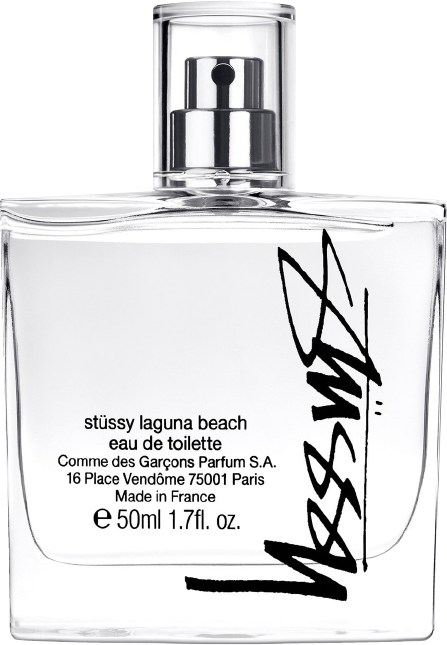 stüssy laguna beach
eau de toilette
Comme des Garçons Parfum S.A.
16 Place Vendôme 75001 Paris
Made in France
℮ 50ml 1.7fl. oz.
Stüssy